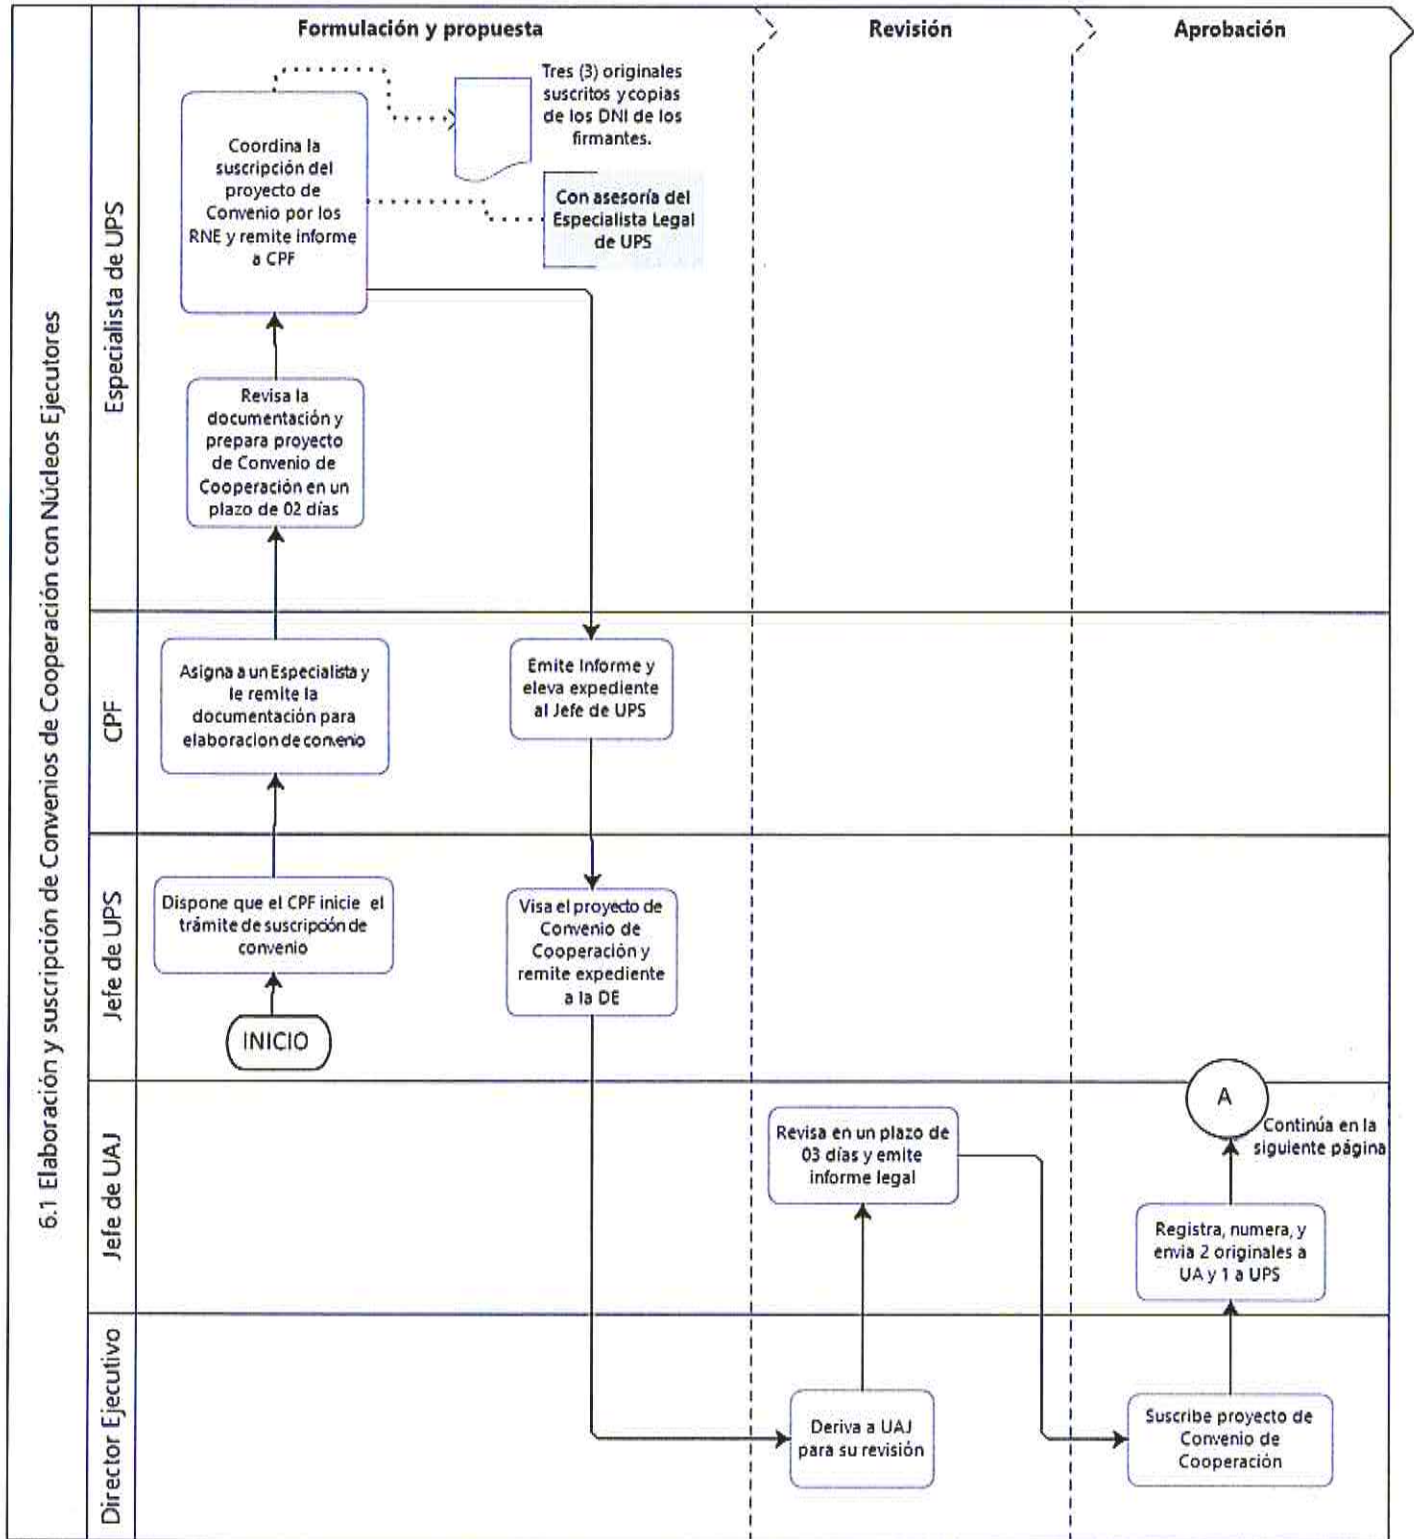 6.1 Elaboración y suscripción de Convenios de Cooperación con Núcleos Ejecutores
Formulación y propuesta
Revisión
Aprobación
Especialista de UPS
Coordina la
suscripción del
proyecto de
Convenio por los
RNE y remite informe
a CPF
Tres (3) originales
suscritos y copias
de los DNI de los
firmantes.
Con asesoría del
Especialista Legal
de UPS
Revisa la
documentación y
prepara proyecto
de Convenio de
Cooperación en un
plazo de 02 días
CPF
Asigna a un Especialista y
le remite la
documentación para
elaboracion de convenio
Emite Informe y
eleva expediente
al Jefe de UPS
Jefe de UPS
Dispone que el CPF inicie el
trámite de suscripción de
convenio
INICIO
Visa el proyecto de
Convenio de
Cooperación y
remite expediente
a la DE
Jefe de UAJ
Revisa en un plazo de
03 días y emite
informe legal
A
Continúa en la
siguiente página
Registra, numera, y
envia 2 originales a
UA y 1 a UPS
Director Ejecutivo
Deriva a UAJ
para su revisión
Suscribe proyecto de
Convenio de
Cooperación